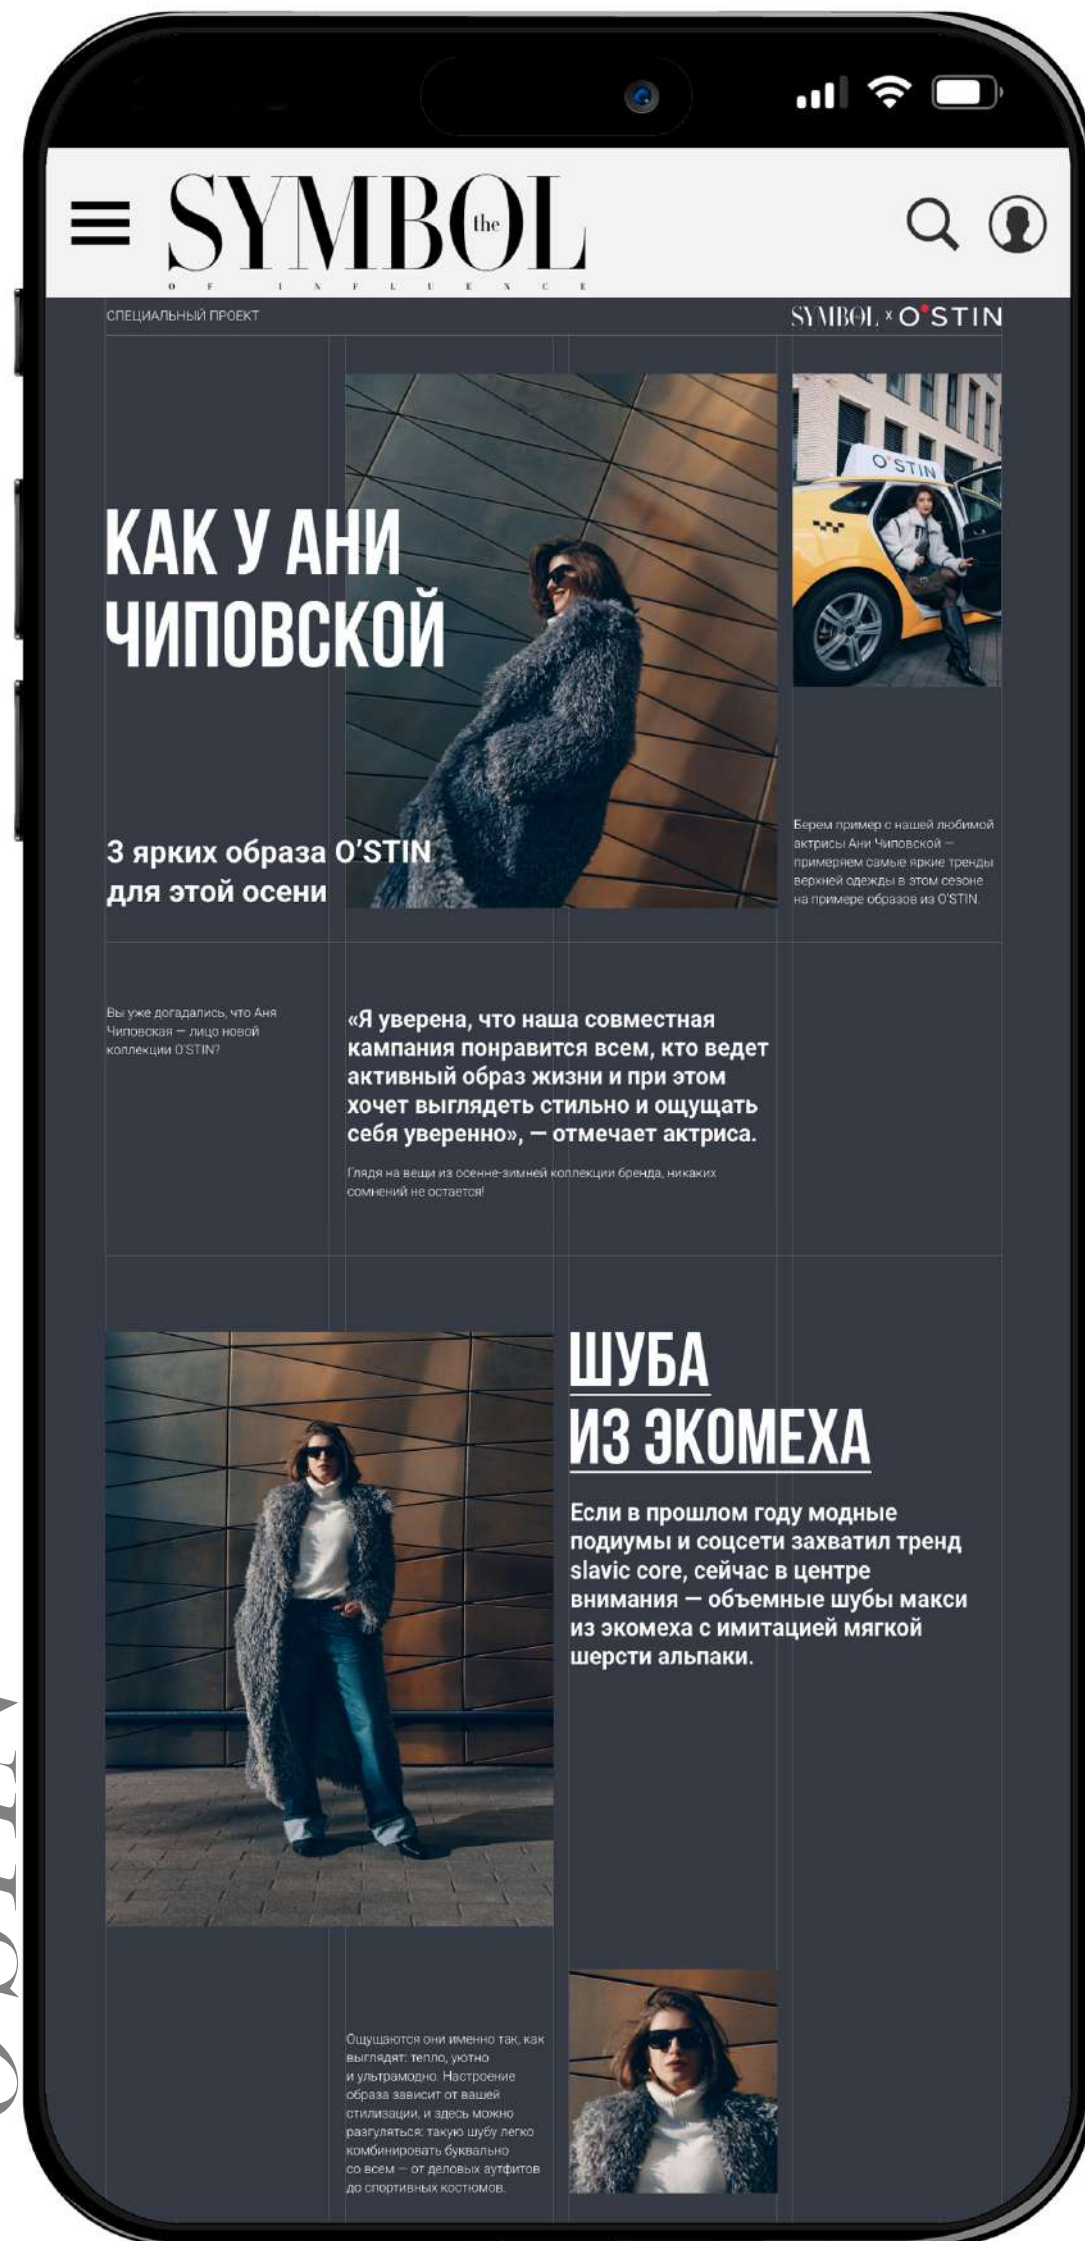 SYMBOL
the
OF INFLUENCE
СПЕЦИАЛЬНЫЙ ПРОЕКТ
SYMBOL × O'STIN
O'STIN
КАК У АНИ
ЧИПОВСКОЙ
3 ярких образа O'STIN
для этой осени
Берем пример с нашей любимой
актрисы Ани Чиповской —
примеряем самые яркие тренды
верхней одежды в этом сезоне
на примере образов из O'STIN.
Вы уже догадались, что Аня
Чиповская — лицо новой
коллекции O'STIN?
«Я уверена, что наша совместная
кампания понравится всем, кто ведет
активный образ жизни и при этом
хочет выглядеть стильно и ощущать
себя уверенно», — отмечает актриса.
Глядя на вещи из осенне-зимней коллекции бренда, никаких
сомнений не остается!
ШУБА
ИЗ ЭКОМЕХА
Если в прошлом году модные
подиумы и соцсети захватил тренд
slavic core, сейчас в центре
внимания — объемные шубы макси
из экомеха с имитацией мягкой
шерсти альпаки.
Ощущаются они именно так, как
выглядят: тепло, уютно
и ультрамодно. Настроение
образа зависит от вашей
стилизации, и здесь можно
разгуляться: такую шубу легко
комбинировать буквально
со всем — от деловых аутфитов
до спортивных костюмов.